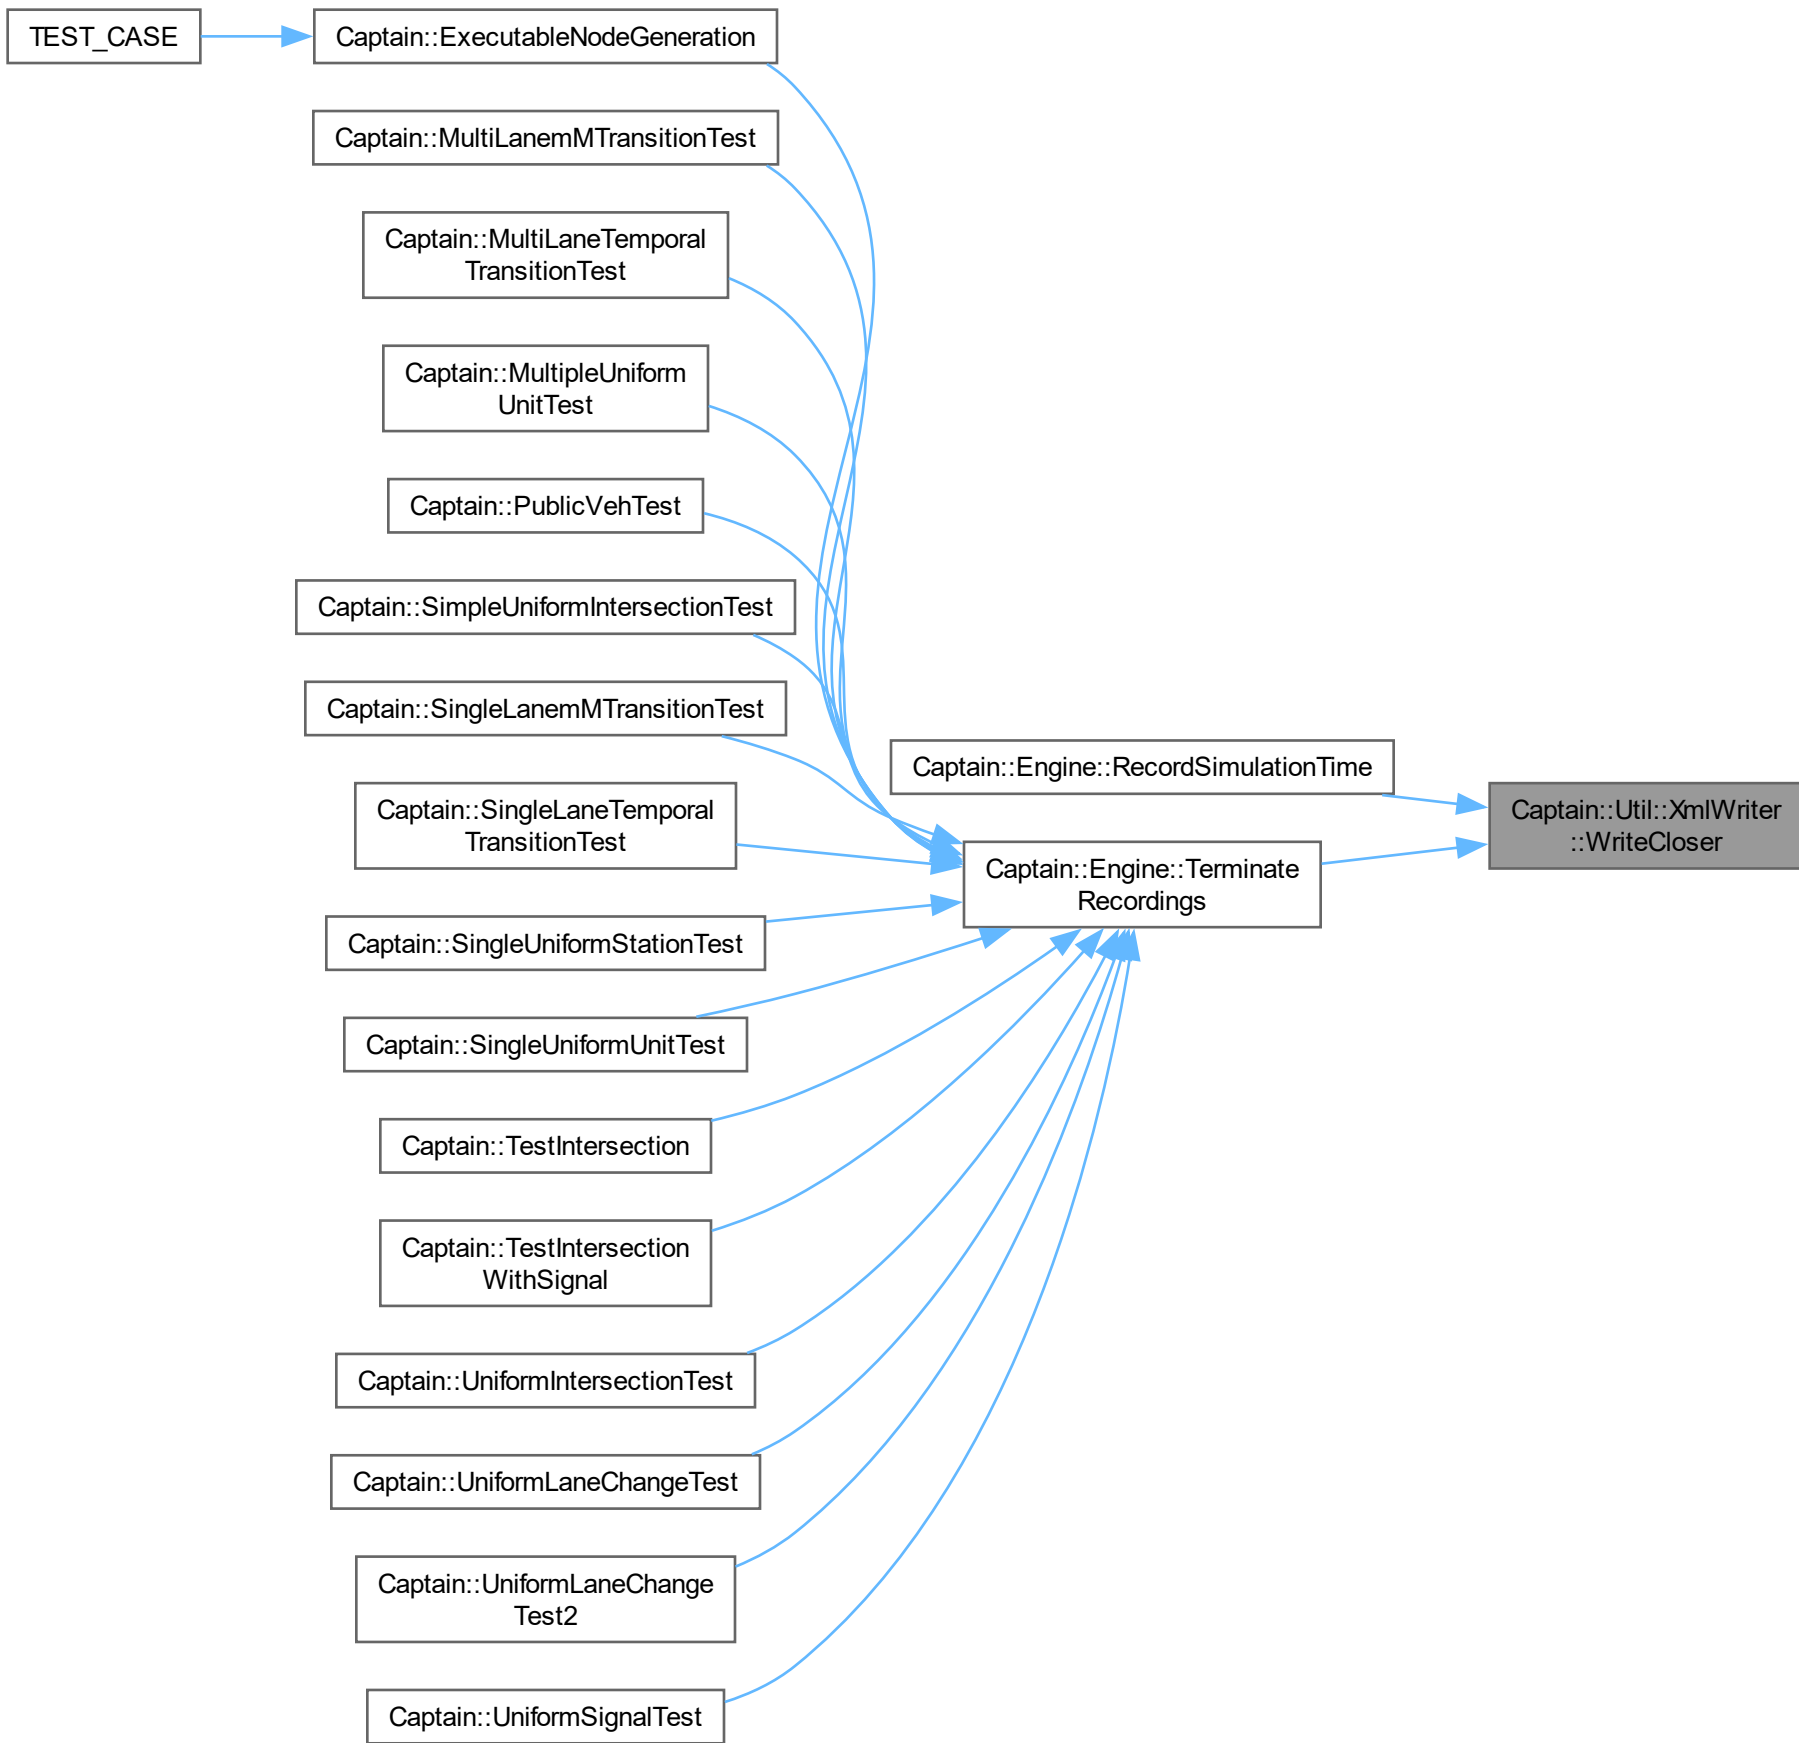 TEST_CASE
Captain::ExecutableNodeGeneration
Captain::MultiLanemMTransitionTest
Captain::MultiLaneTemporal
TransitionTest
Captain::MultipleUniform
UnitTest
Captain::PublicVehTest
Captain::SimpleUniformIntersectionTest
Captain::SingleLanemMTransitionTest
Captain::SingleLaneTemporal
TransitionTest
Captain::SingleUniformStationTest
Captain::SingleUniformUnitTest
Captain::TestIntersection
Captain::TestIntersection
WithSignal
Captain::UniformIntersectionTest
Captain::UniformLaneChangeTest
Captain::UniformLaneChange
Test2
Captain::UniformSignalTest
Captain::Engine::RecordSimulationTime
Captain::Engine::Terminate
Recordings
Captain::Util::XmlWriter
::WriteCloser